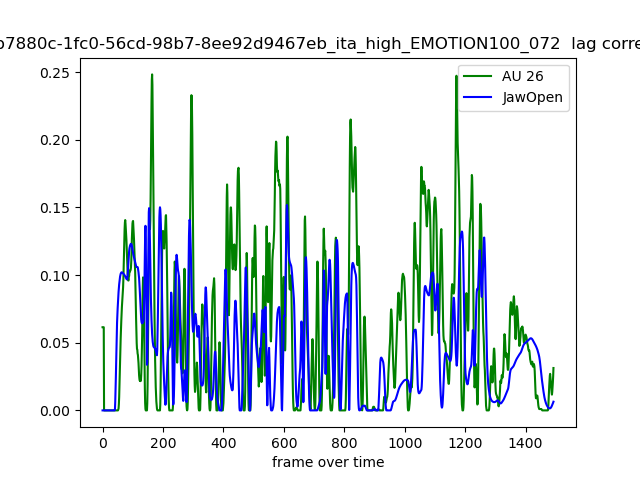 b7880c-1fc0-56cd-98b7-8ee92d9467eb_ita_high_EMOTION100_072 lag corre
AU 26
JawOpen
0.25
0.20
0.15
0.10
0.05
0.00
0 200 400 600 800 1000 1200 1400
frame over time